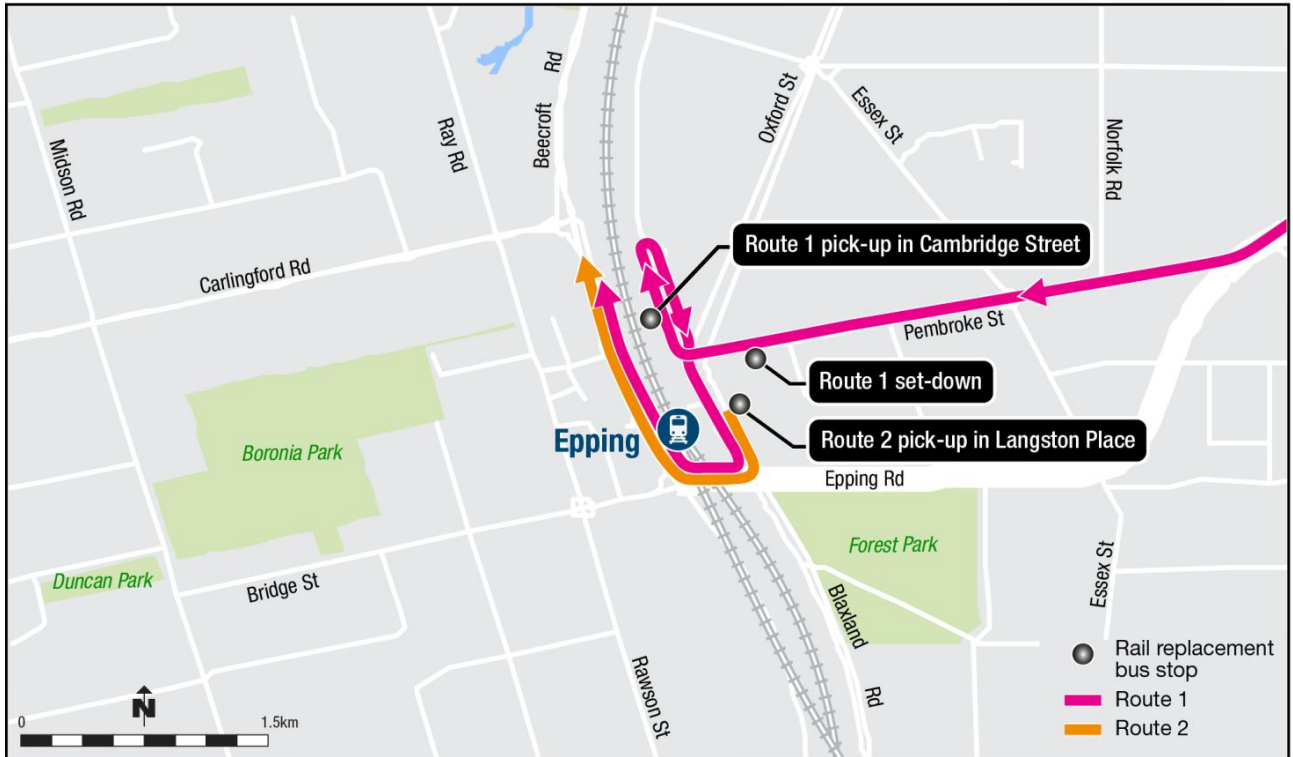 Midson Rd
Ray Rd
Beecroft
Rd
Oxford St
Essex St
Norfolk Rd
Carlingford Rd
Route 1 pick-up in Cambridge Street
Pembroke St
Route 1 set-down
Epping
Route 2 pick-up in Langston Place
Boronia Park
Epping Rd
Forest Park
Duncan Park
Bridge St
Essex St
Blaxland
Rd
Rawson St
N
0
1.5km
Rail replacement
bus stop
Route 1
Route 2